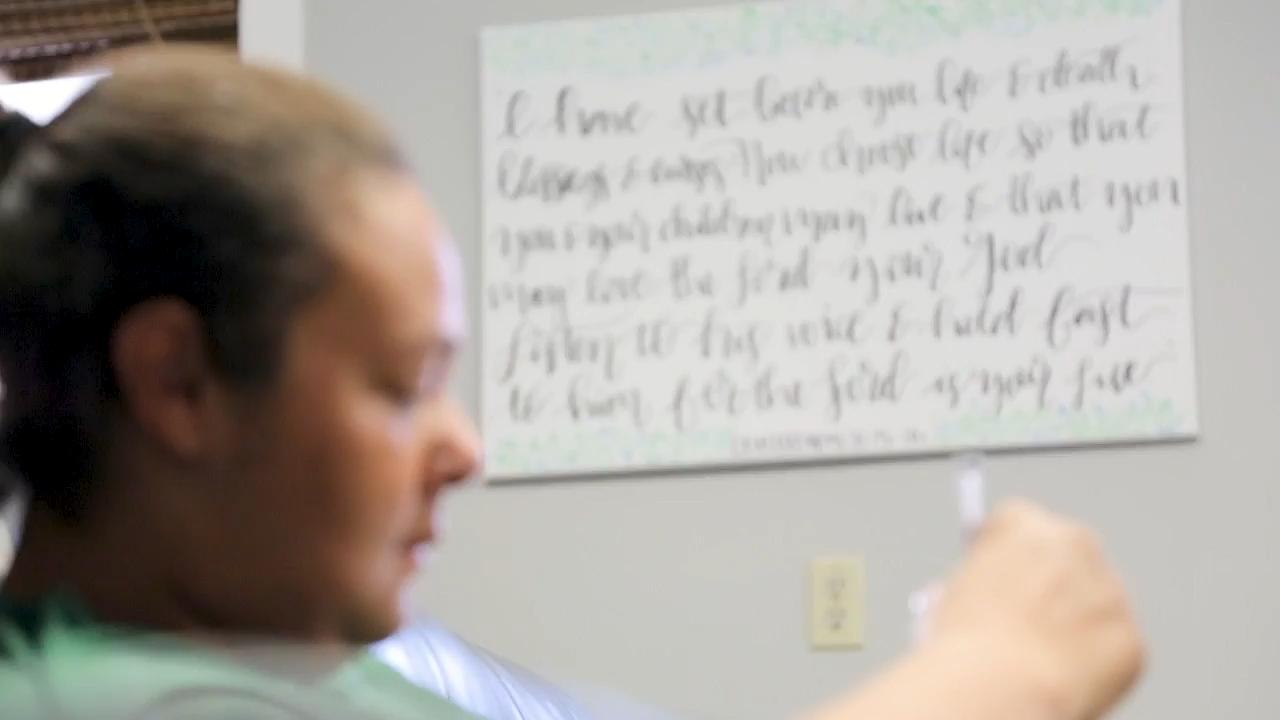 I have set before you life & death
blessings & curses Now choose life so that
you & your children may live & that you
may love the Lord your God
listen to his voice & hold fast
to him for the Lord is your life